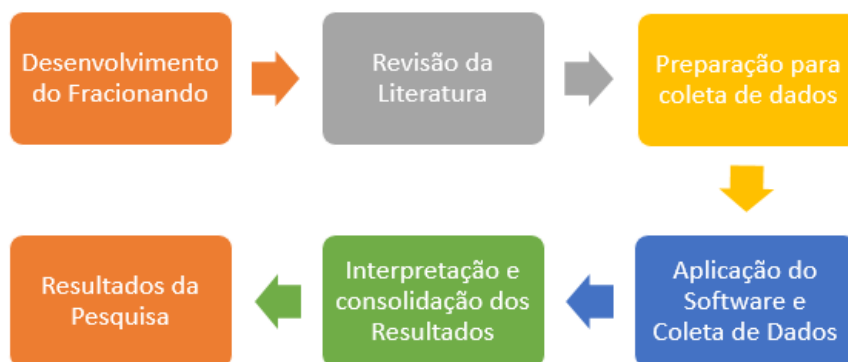 Desenvolvimento
do Fracionando
Revisão da
Literatura
Preparação para
coleta de dados
Aplicação do
Software e
Coleta de Dados
Interpretação e
consolidação dos
Resultados
Resultados da
Pesquisa